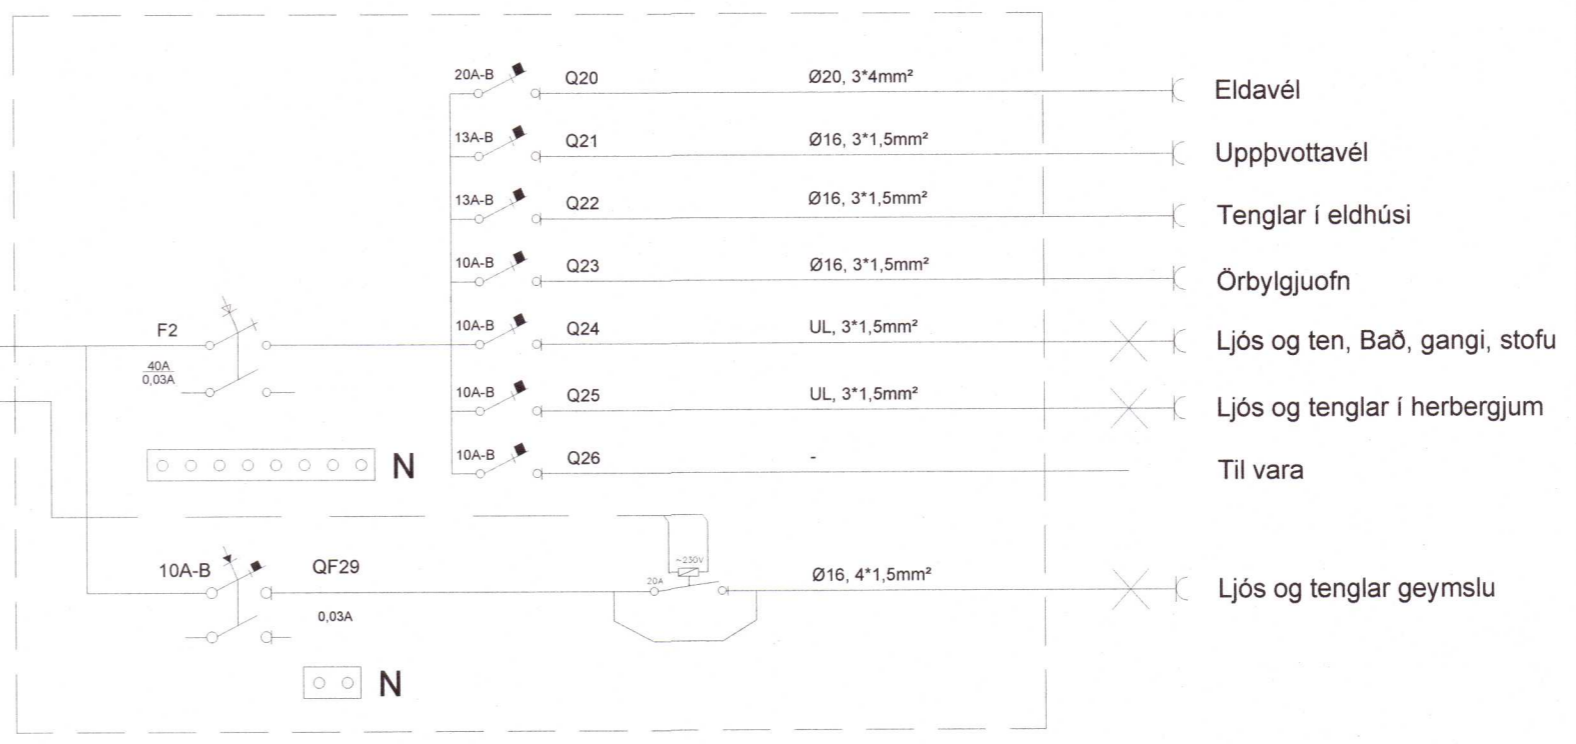 20A-B Q20 Ø20, 3*4mm² Eldavél
13A-B Q21 Ø16, 3*1,5mm² Uppþvottavél
13A-B Q22 Ø16, 3*1,5mm² Tenglar í eldhúsi
10A-B Q23 Ø16, 3*1,5mm² Örbylgjuofn
F2 10A-B Q24 UL, 3*1,5mm² Ljós og ten, Bað, gangi, stofu
40A
0,03A
10A-B Q25 UL, 3*1,5mm² Ljós og tenglar í herbergjum
N 10A-B Q26 - Til vara
~230V
10A-B QF29 20A Ø16, 4*1,5mm² Ljós og tenglar geymslu
0,03A
N